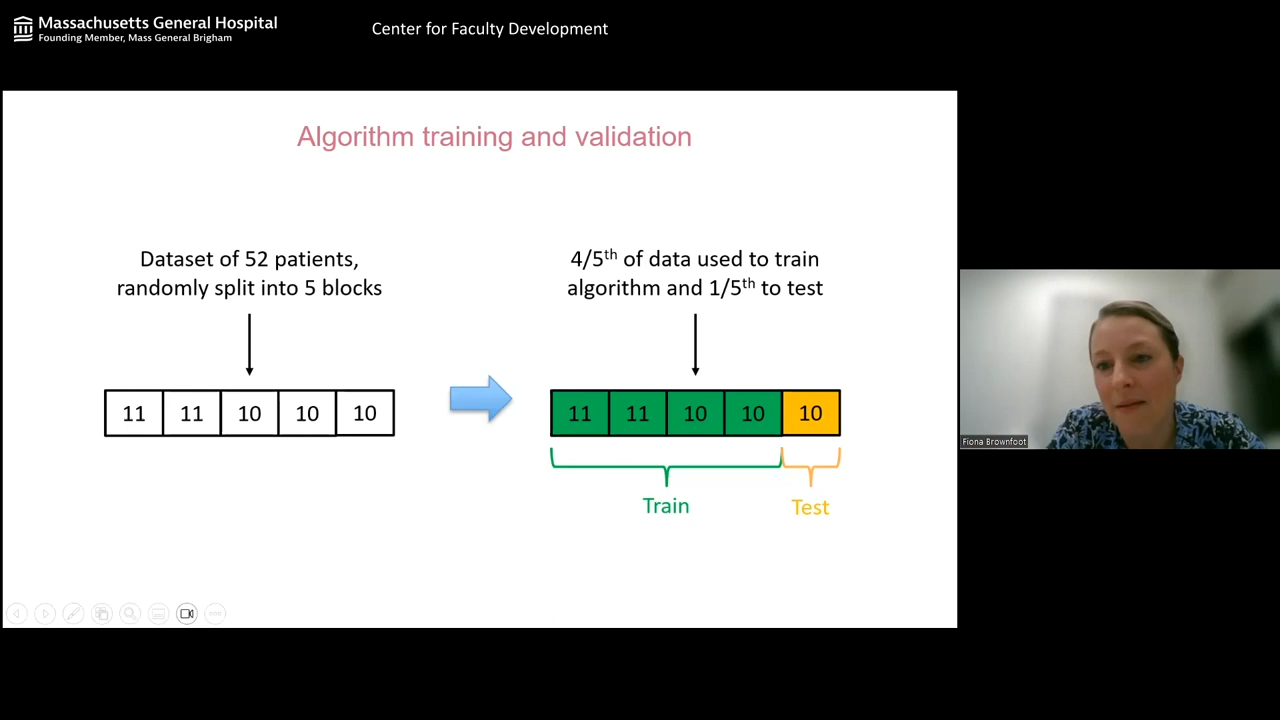 Massachusetts General Hospital
Founding Member, Mass General Brigham
Center for Faculty Development
Algorithm training and validation
Dataset of 52 patients,
randomly split into 5 blocks
4/5th of data used to train
algorithm and 1/5th to test
11 11 10 10 10
11 11 10 10 10
Train
Test
Fiona Brownfoot